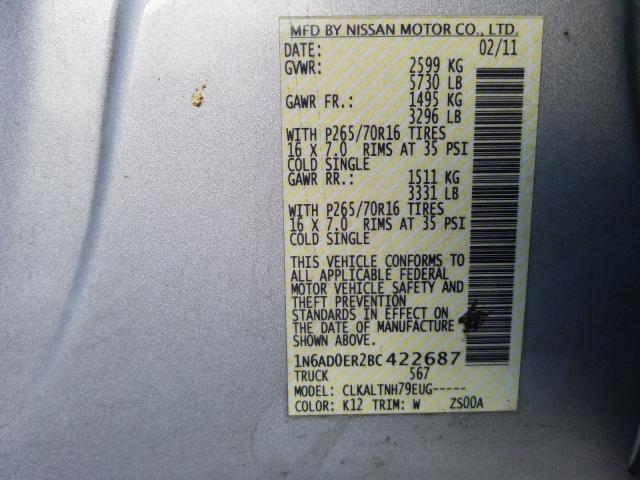 MFD BY NISSAN MOTOR CO., LTD.
DATE: 02/11
GVWR: 2599 KG
5730 LB
GAWR FR.: 1495 KG
3296 LB
WITH P265/70R16 TIRES
16 X 7.0 RIMS AT 35 PSI
COLD SINGLE
GAWR RR.: 1511 KG
3331 LB
WITH P265/70R16 TIRES
16 X 7.0 RIMS AT 35 PSI
COLD SINGLE
THIS VEHICLE CONFORMS TO
ALL APPLICABLE FEDERAL
MOTOR VEHICLE SAFETY AND
THEFT PREVENTION
STANDARDS IN EFFECT ON
THE DATE OF MANUFACTURE
SHOWN ABOVE.
1N6AD0ER2BC422687
TRUCK 567
MODEL: CLKALTNH79EUG-----
COLOR: K12 TRIM: W ZS00A